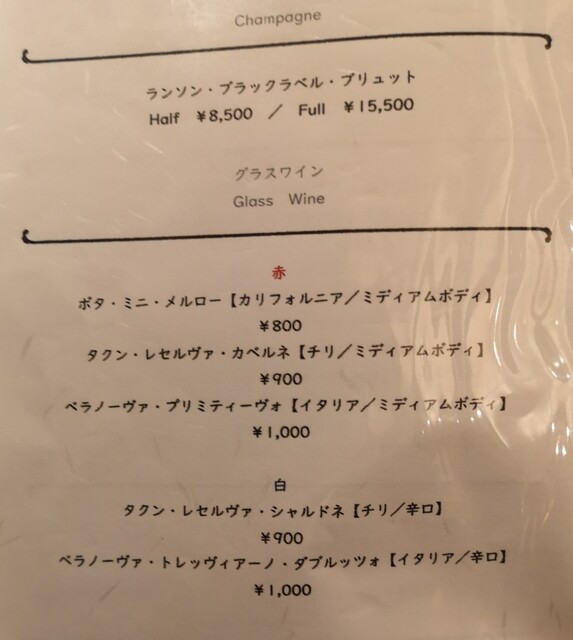 Champagne
ランソン・ブラックラベル・ブリュット
Half ¥8,500 ／ Full ¥15,500
グラスワイン
Glass Wine
赤
ボタ・ミニ・メルロー【カリフォルニア／ミディアムボディ】
¥800
タクン・レセルヴァ・カベルネ【チリ／ミディアムボディ】
¥900
ベラノーヴァ・プリミティーヴォ【イタリア／ミディアムボディ】
¥1,000
白
タクン・レセルヴァ・シャルドネ【チリ／辛口】
¥900
ベラノーヴァ・トレッヴィアーノ・ダブルッツォ【イタリア／辛口】
¥1,000